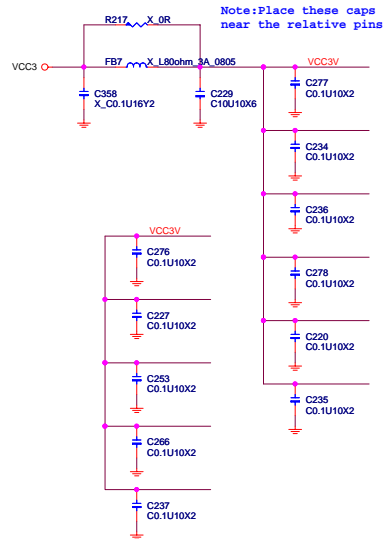 Note:Place these caps
near the relative pins
R217 X_0R
VCC3
FB7 X_L80ohm_3A_0805
VCC3V
C358
X_C0.1U16Y2
C229
C10U10X6
C277
C0.1U10X2
C234
C0.1U10X2
C236
C0.1U10X2
C278
C0.1U10X2
C220
C0.1U10X2
C235
C0.1U10X2
VCC3V
C276
C0.1U10X2
C227
C0.1U10X2
C253
C0.1U10X2
C266
C0.1U10X2
C237
C0.1U10X2